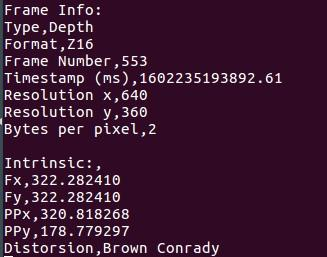 Frame Info:
Type,Depth
Format,Z16
Frame Number,553
Timestamp (ms),1602235193892.61
Resolution x,640
Resolution y,360
Bytes per pixel,2

Intrinsic:,
Fx,322.282410
Fy,322.282410
PPx,320.818268
PPy,178.779297
Distorsion,Brown Conrady